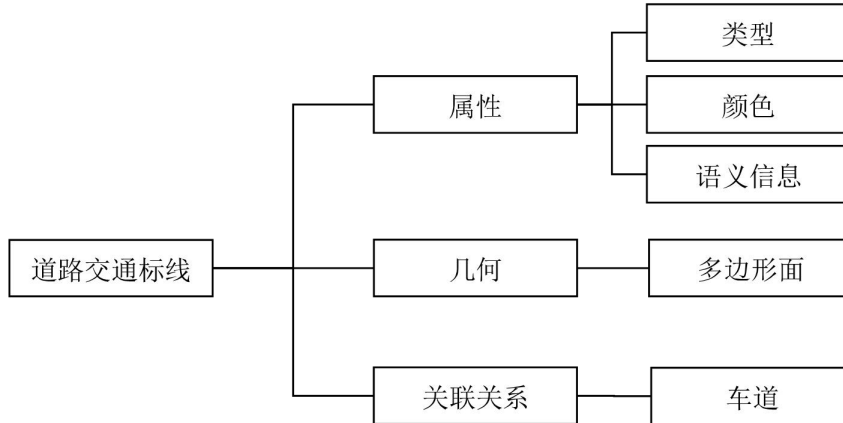 类型
属性
颜色
语义信息
道路交通标线
几何
多边形面
关联关系
车道